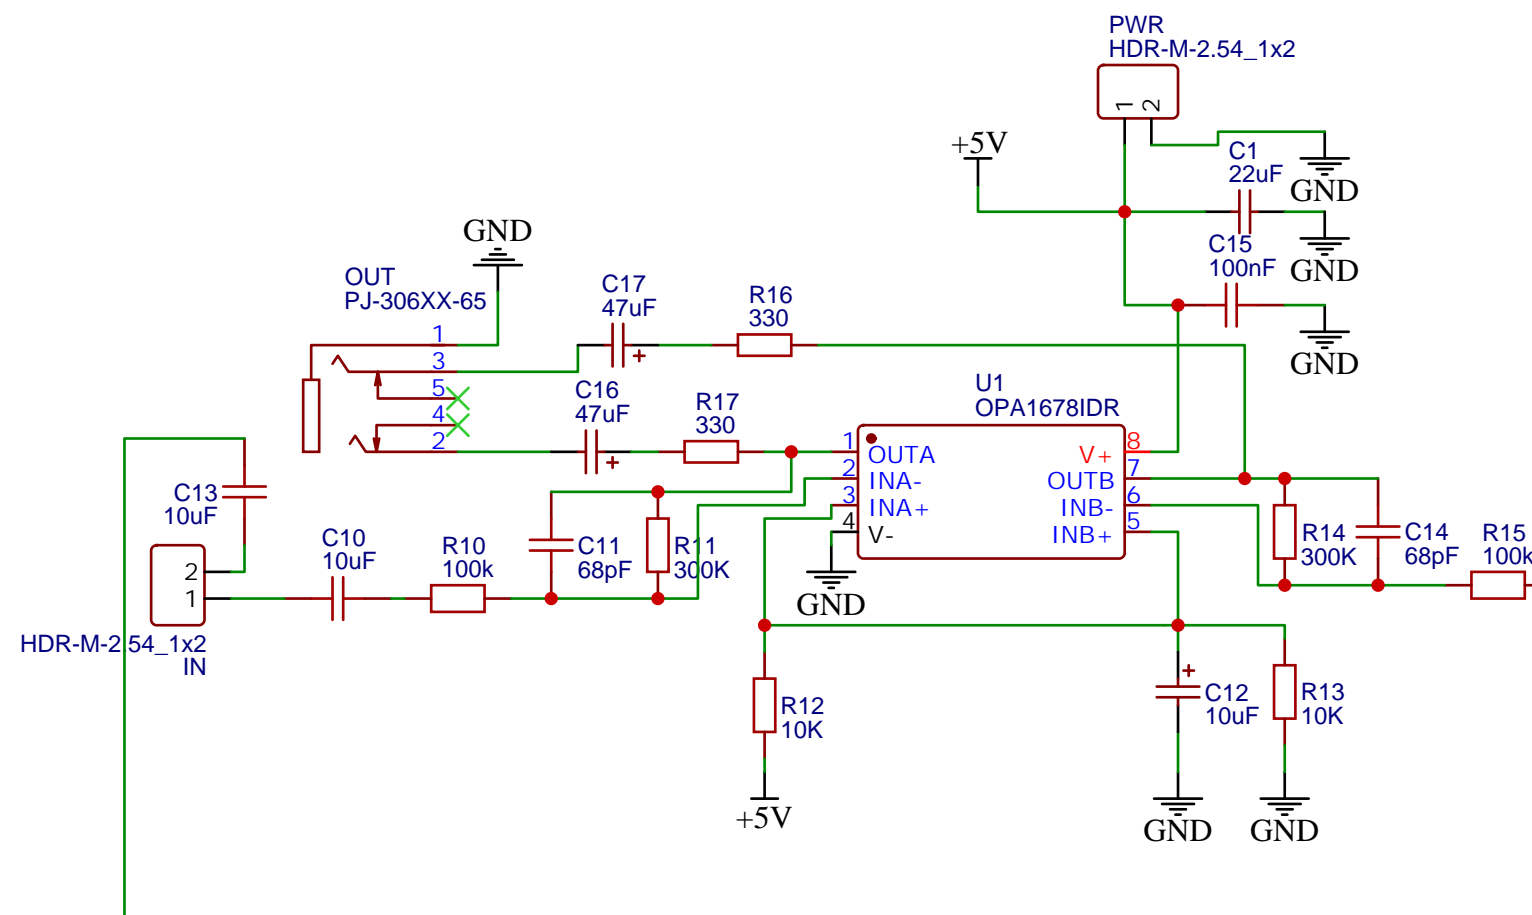 PWR
HDR-M-2.54_1x2
1
2
+5V
C1
22uF
GND
GND
C15
100nF
GND
GND
OUT
PJ-306XX-65
1
3
5
4
2
C17
47uF
+
R16
330
C16
47uF
+
R17
330
U1
OPA1678IDR
1
OUTA
2
INA-
3
INA+
4
V-
8
V+
7
OUTB
6
INB-
5
INB+
GND
C13
10uF
2
1
HDR-M-2.54_1x2
IN
C10
10uF
R10
100k
C11
68pF
R11
300K
R14
300K
C14
68pF
R15
100k
R12
10K
+5V
+
C12
10uF
GND
R13
10K
GND